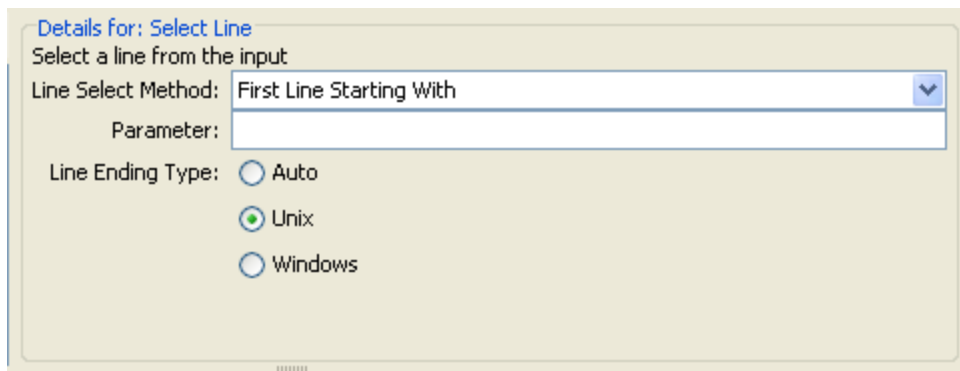 Details for: Select Line
Select a line from the input
Line Select Method: First Line Starting With
Parameter:
Line Ending Type: Auto
Unix
Windows